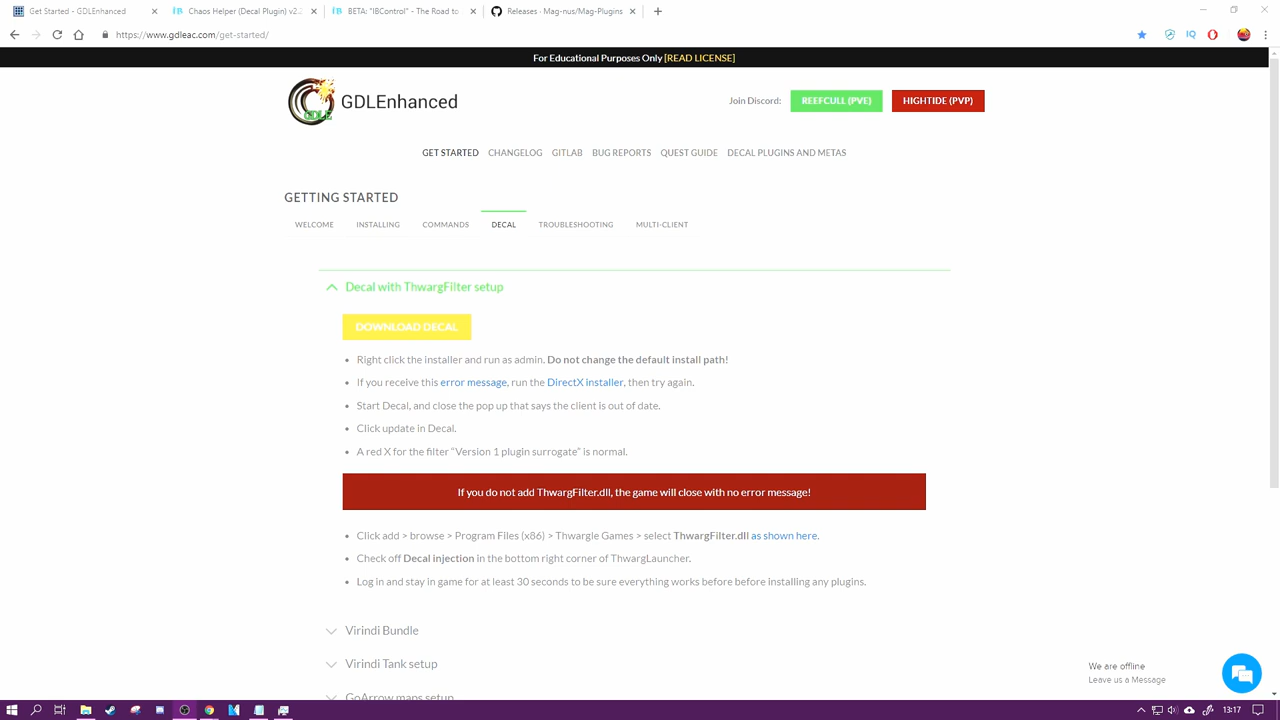 Get Started - GDLEnhanced
Chaos Helper (Decal Plugin) v2.2
BETA: "IBControl" - The Road to
Releases · Mag-nus/Mag-Plugins
https://www.gdleac.com/get-started/
For Educational Purposes Only [READ LICENSE]
GDLE
GDLEnhanced
Join Discord:
REEFCULL (PVE)
HIGHTIDE (PVP)
GET STARTED
CHANGELOG
GITLAB
BUG REPORTS
QUEST GUIDE
DECAL PLUGINS AND METAS
GETTING STARTED
WELCOME
INSTALLING
COMMANDS
DECAL
TROUBLESHOOTING
MULTI-CLIENT
Decal with ThwargFilter setup
DOWNLOAD DECAL
Right click the installer and run as admin. Do not change the default install path!
If you receive this error message, run the DirectX installer, then try again.
Start Decal, and close the pop up that says the client is out of date.
Click update in Decal.
A red X for the filter “Version 1 plugin surrogate” is normal.
If you do not add ThwargFilter.dll, the game will close with no error message!
Click add > browse > Program Files (x86) > Thwargle Games > select ThwargFilter.dll as shown here.
Check off Decal injection in the bottom right corner of ThwargLauncher.
Log in and stay in game for at least 30 seconds to be sure everything works before before installing any plugins.
Virindi Bundle
Virindi Tank setup
GoArrow maps setup
We are offline
Leave us a Message
13:17